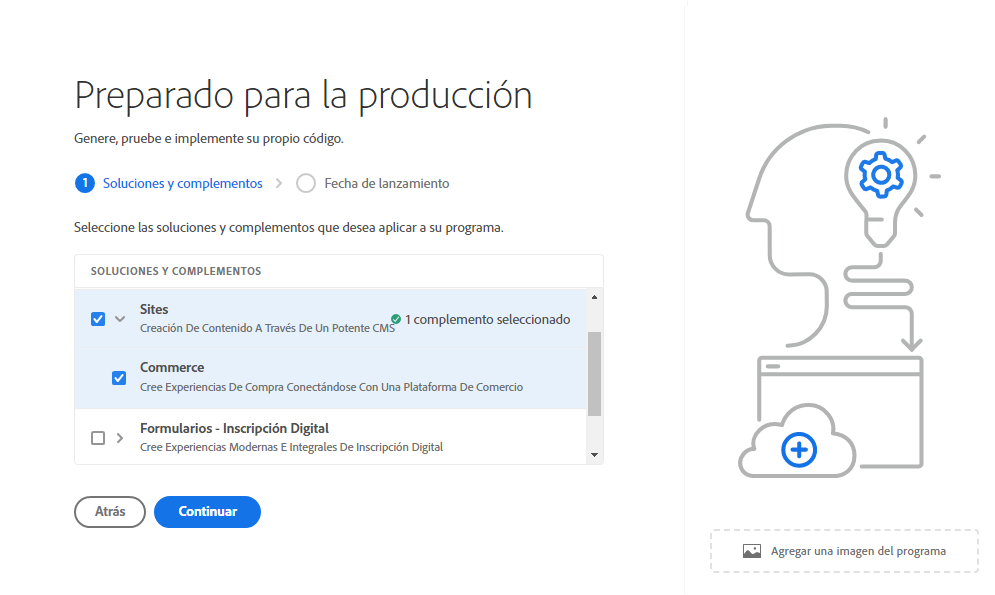 Preparado para la producción
Genere, pruebe e implemente su propio código.
1 Soluciones y complementos > Fecha de lanzamiento
Seleccione las soluciones y complementos que desea aplicar a su programa.
SOLUCIONES Y COMPLEMENTOS
Sites
Creación De Contenido A Través De Un Potente CMS
1 complemento seleccionado
Commerce
Cree Experiencias De Compra Conectándose Con Una Plataforma De Comercio
Formularios - Inscripción Digital
Cree Experiencias Modernas E Integrales De Inscripción Digital
Atrás
Continuar
Agregar una imagen del programa